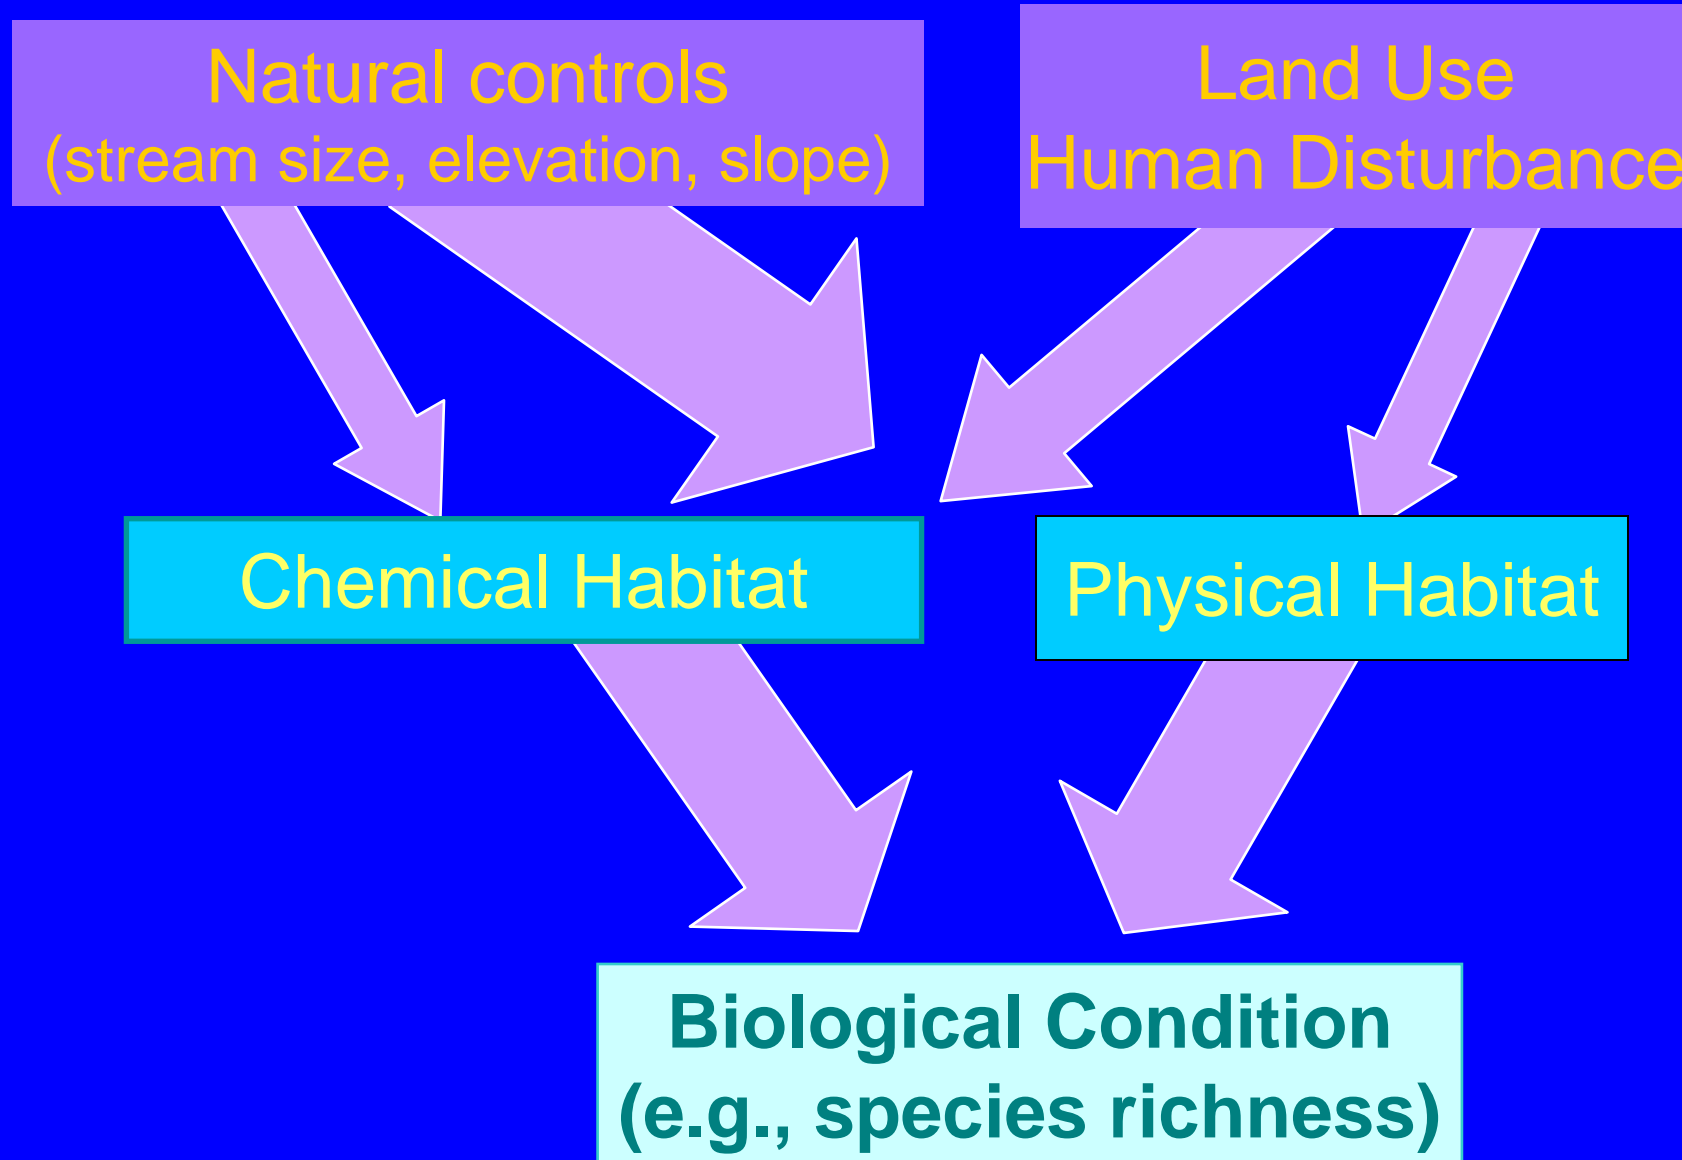 Natural controls
(stream size, elevation, slope)
Land Use
Human Disturbance
Chemical Habitat
Physical Habitat
Biological Condition
(e.g., species richness)